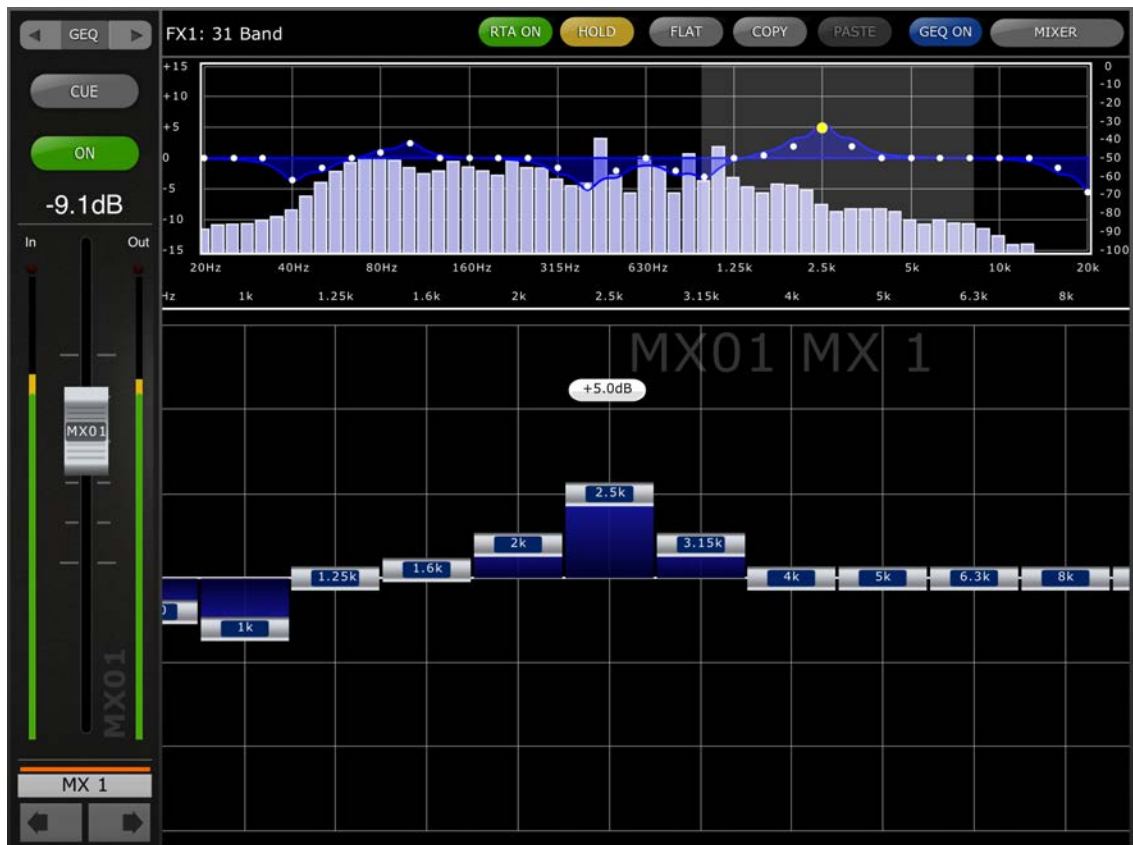 GEQ
FX1: 31 Band
RTA ON
HOLD
FLAT
COPY
PASTE
GEQ ON
MIXER
CUE
ON
-9.1dB
In
Out
+15
+10
+5
0
-5
-10
-15
0
-10
-20
-30
-40
-50
-60
-70
-80
-90
-100
20Hz 40Hz 80Hz 160Hz 315Hz 630Hz 1.25k 2.5k 5k 10k 20k
Hz 1k 1.25k 1.6k 2k 2.5k 3.15k 4k 5k 6.3k 8k
MX01 MX 1
+5.0dB
MX01
2.5k
2k
3.15k
1.6k
1.25k
4k
5k
6.3k
8k
0
1k
MX01
MX 1